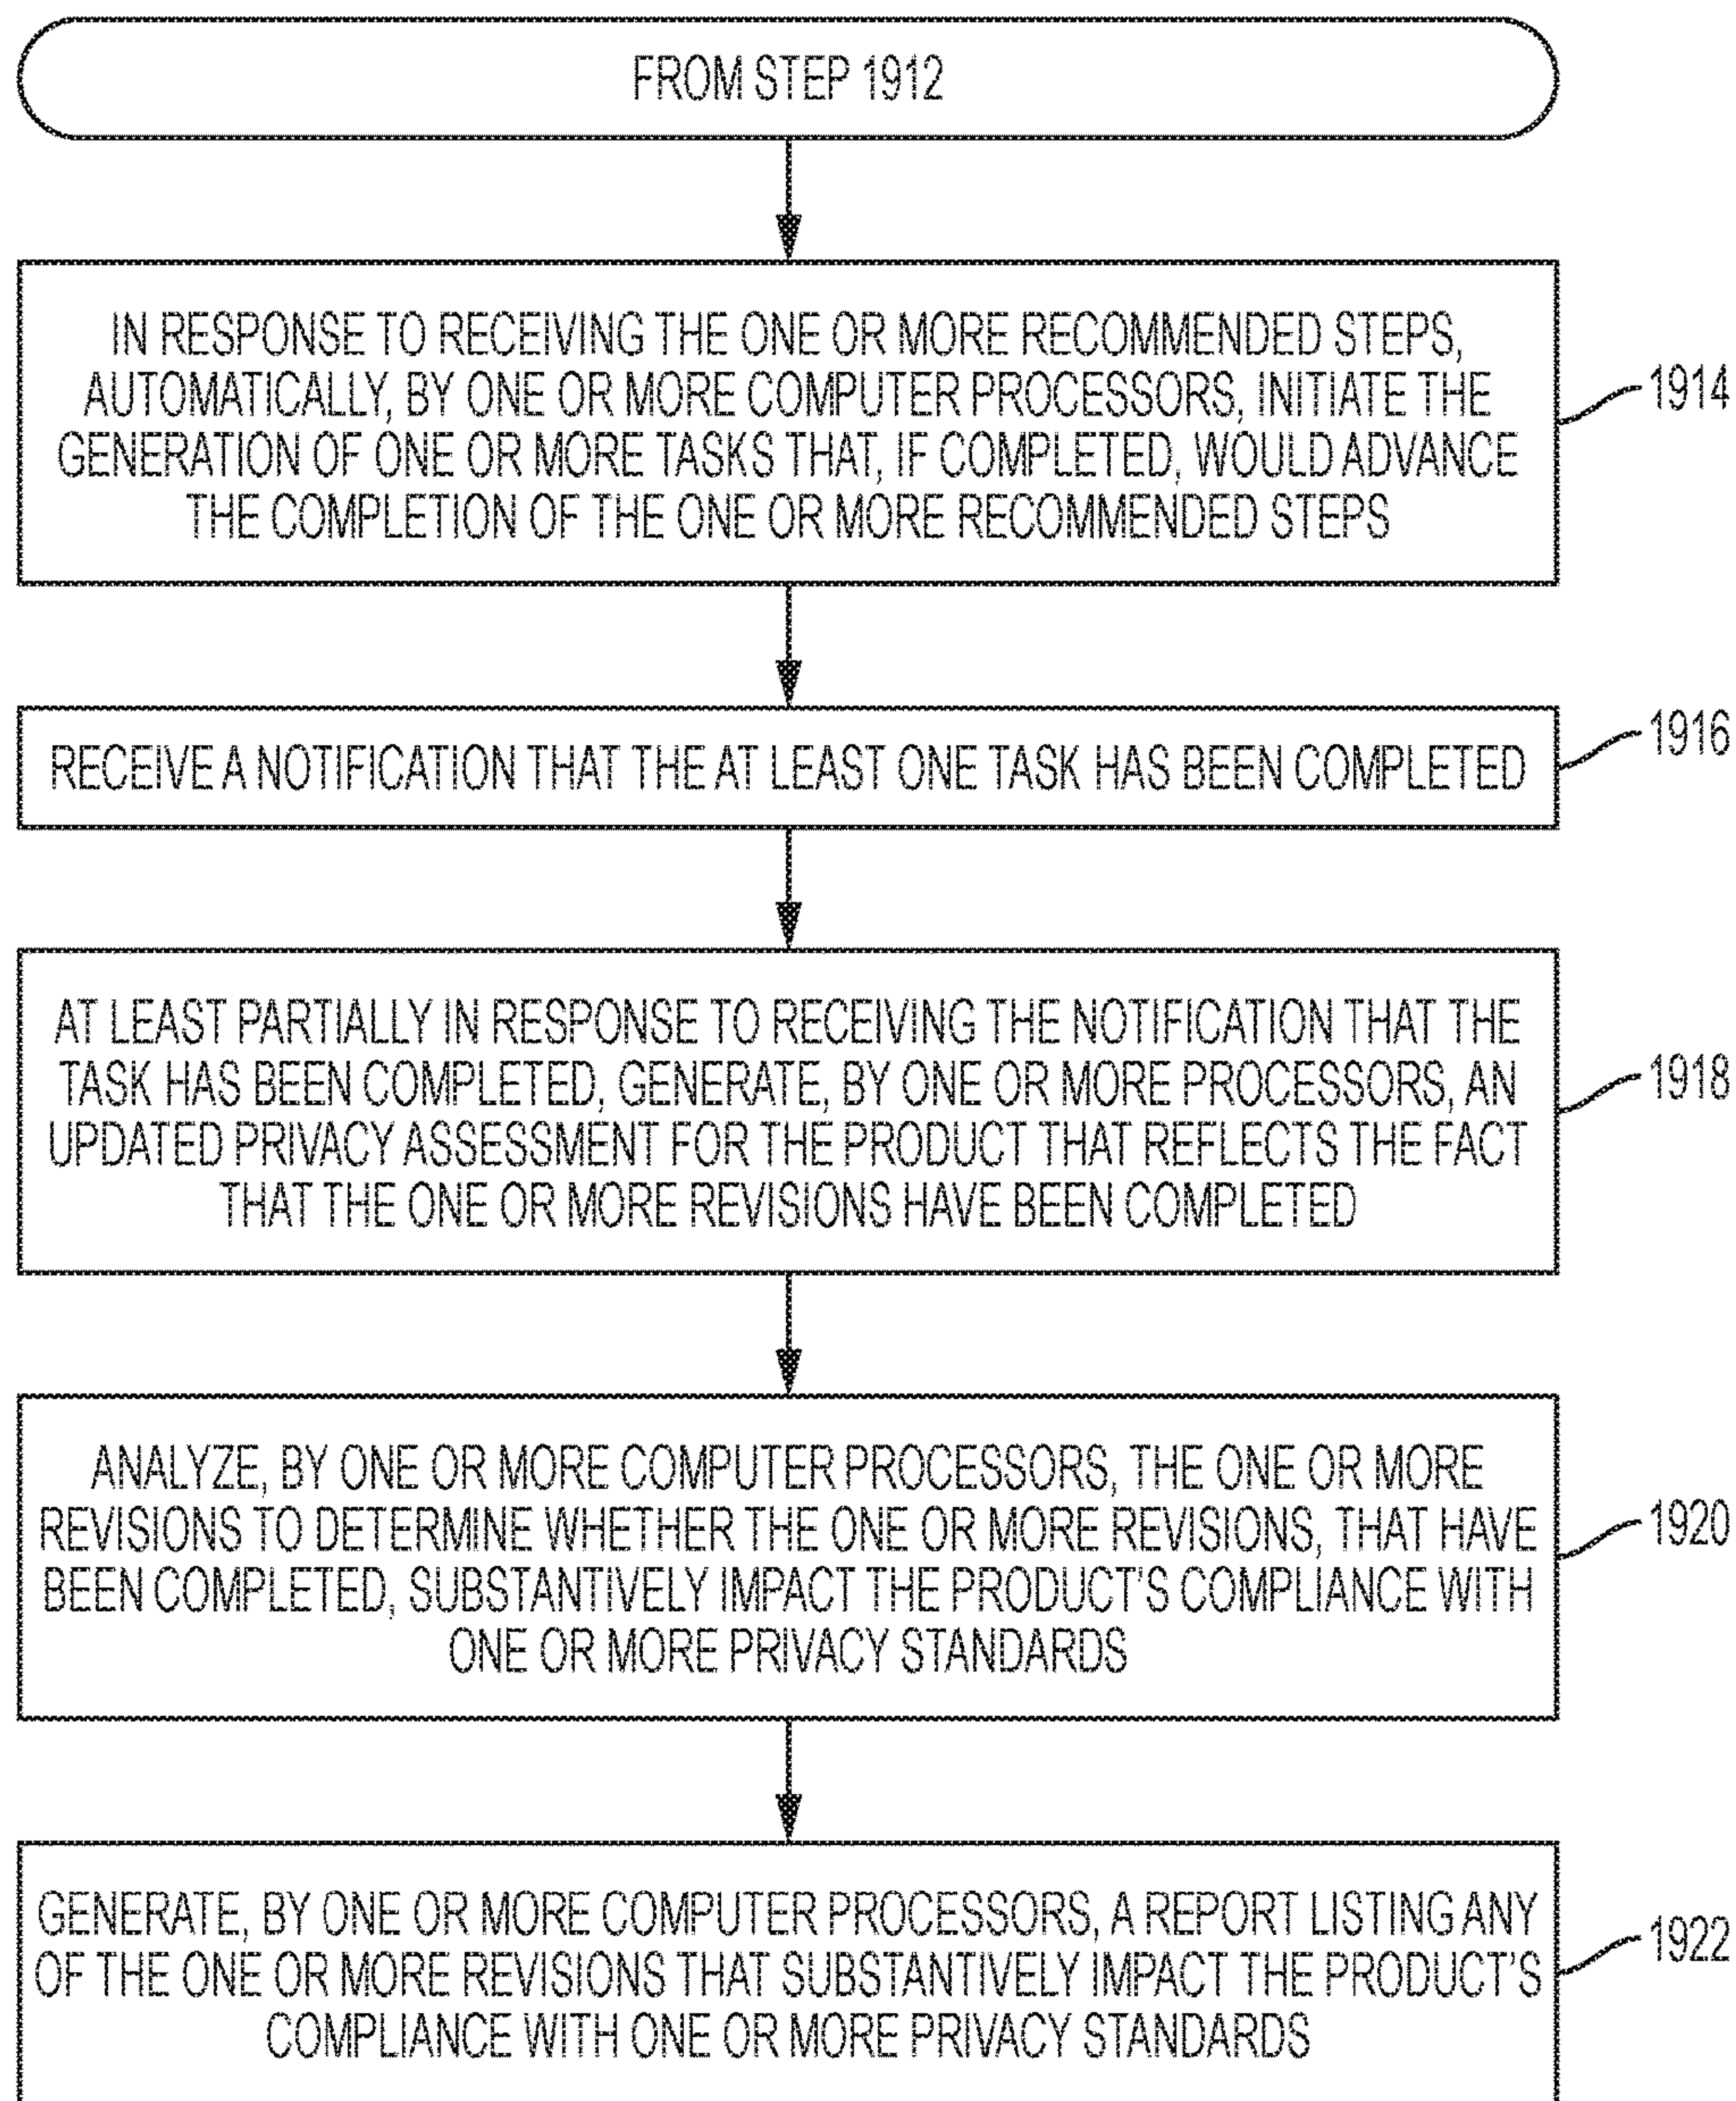 FROM STEP 1912
IN RESPONSE TO RECEIVING THE ONE OR MORE RECOMMENDED STEPS,
AUTOMATICALLY, BY ONE OR MORE COMPUTER PROCESSORS, INITIATE THE
GENERATION OF ONE OR MORE TASKS THAT, IF COMPLETED, WOULD ADVANCE
THE COMPLETION OF THE ONE OR MORE RECOMMENDED STEPS
1914
RECEIVE A NOTIFICATION THAT THE AT LEAST ONE TASK HAS BEEN COMPLETED
1916
AT LEAST PARTIALLY IN RESPONSE TO RECEIVING THE NOTIFICATION THAT THE
TASK HAS BEEN COMPLETED, GENERATE, BY ONE OR MORE PROCESSORS, AN
UPDATED PRIVACY ASSESSMENT FOR THE PRODUCT THAT REFLECTS THE FACT
THAT THE ONE OR MORE REVISIONS HAVE BEEN COMPLETED
1918
ANALYZE, BY ONE OR MORE COMPUTER PROCESSORS, THE ONE OR MORE
REVISIONS TO DETERMINE WHETHER THE ONE OR MORE REVISIONS, THAT HAVE
BEEN COMPLETED, SUBSTANTIVELY IMPACT THE PRODUCT'S COMPLIANCE WITH
ONE OR MORE PRIVACY STANDARDS
1920
GENERATE, BY ONE OR MORE COMPUTER PROCESSORS, A REPORT LISTING ANY
OF THE ONE OR MORE REVISIONS THAT SUBSTANTIVELY IMPACT THE PRODUCT'S
COMPLIANCE WITH ONE OR MORE PRIVACY STANDARDS
1922